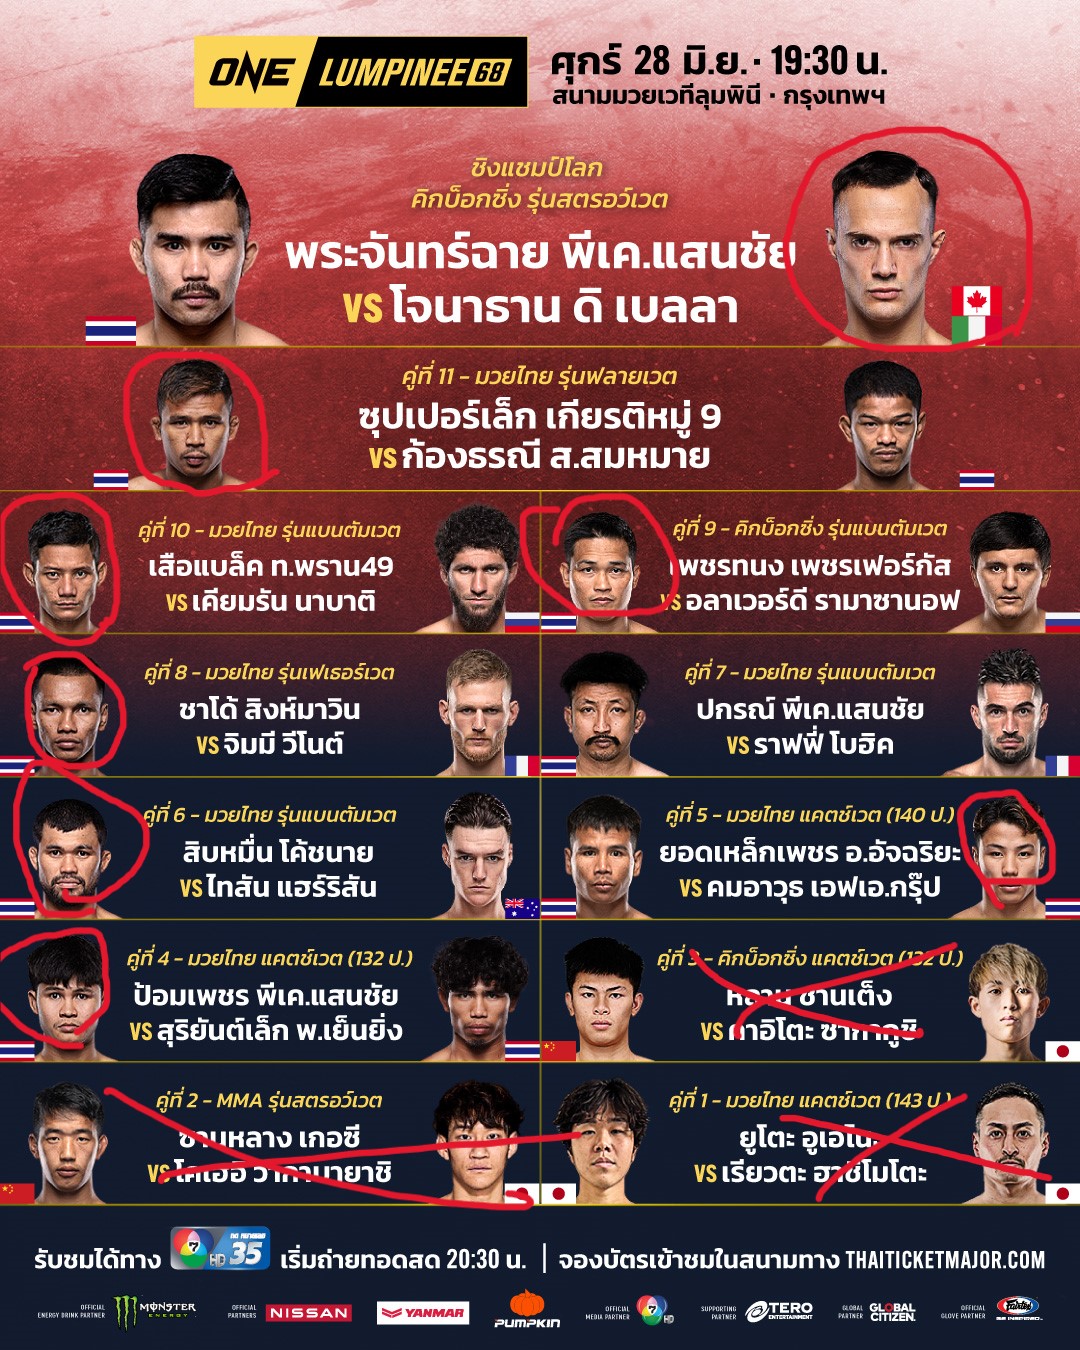 ONE LUMPINEE 68
ศุกร์ 28 มิ.ย. · 19:30 น.
สนามมวยเวทีลุมพินี · กรุงเทพฯ
ชิงแชมป์โลก
คิกบ็อกซิ่ง รุ่นสตรอว์เวต
พระจันทร์ฉาย พีเค.แสนชัย
VS โจนาธาน ดิ เบลลา
คู่ที่ 11 - มวยไทย รุ่นฟลายเวต
ซุปเปอร์เล็ก เกียรติหมู่ 9
VS ก้องธรณี ส.สมหมาย
คู่ที่ 10 - มวยไทย รุ่นแบนตัมเวต
เสือแบล็ค ท.พราน49
VS เคียมรัน นาบาติ
คู่ที่ 9 - คิกบ็อกซิ่ง รุ่นแบนตัมเวต
เพชรทนง เพชรเฟอร์กัส
VS อลาเวอร์ดี รามาซานอฟ
คู่ที่ 8 - มวยไทย รุ่นเฟเธอร์เวต
ชาโด้ สิงห์มาวิน
VS จิมมี วีโนต์
คู่ที่ 7 - มวยไทย รุ่นแบนตัมเวต
ปกรณ์ พีเค.แสนชัย
VS ราฟฟี่ โบฮิค
คู่ที่ 6 - มวยไทย รุ่นแบนตัมเวต
สิบหมื่น โค้ชนาย
VS ไทสัน แฮร์ริสัน
คู่ที่ 5 - มวยไทย แคตช์เวต (140 ป.)
ยอดเหล็กเพชร อ.อัจฉริยะ
VS คมอาวุธ เอฟเอ.กรุ๊ป
คู่ที่ 4 - มวยไทย แคตช์เวต (132 ป.)
ป้อมเพชร พีเค.แสนชัย
VS สุริยันต์เล็ก พ.เย็นยิ่ง
คู่ที่ 3 - คิกบ็อกซิ่ง แคตช์เวต (132 ป.)
ซานเต็ง
VS
คู่ที่ 2 - MMA รุ่นสตรอว์เวต
ซานหลาง เกอซี
VS โคเฮอิ วากาบายาชิ
คู่ที่ 1 - มวยไทย แคตช์เวต (143 ป.)
ยูโตะ อูเอโนะ
VS เรียวตะ ฮาชิโมโตะ
รับชมได้ทาง 7 HD 35 เริ่มถ่ายทอดสด 20:30 น. | จองบัตรเข้าชมในสนามทาง THAITICKETMAJOR.COM
OFFICIAL ENERGY DRINK PARTNER MONSTER ENERGY
OFFICIAL PARTNERS NISSAN
YANMAR
PUMPKIN
OFFICIAL MEDIA PARTNER 7 HD
SUPPORTING PARTNER TERO ENTERTAINMENT
GLOBAL PARTNER GLOBAL CITIZEN.
OFFICIAL GLOVE PARTNER Fairtex